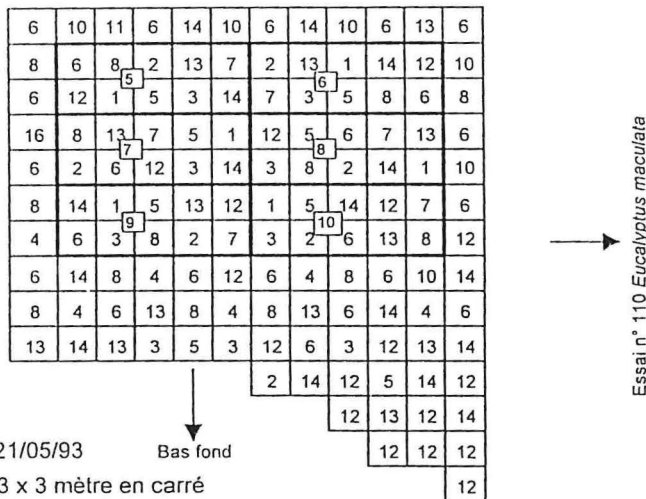 6 10 11 6 14 10 6 14 10 6 13 6
8 6 8 2 13 7 2 13 1 14 12 10
5 6
6 12 1 5 3 14 7 3 5 8 6 8
16 8 13 7 5 1 12 5 6 7 13 6
7 8
6 2 6 12 3 14 3 8 2 14 1 10
8 14 1 5 13 12 1 5 14 12 7 6
9 10
4 6 3 8 2 7 3 2 6 13 8 12
6 14 8 4 6 12 6 4 8 6 10 14
8 4 6 13 8 4 8 13 6 14 4 6
13 14 13 3 5 3 12 6 3 12 13 14
2 14 12 5 14 12
12 13 12 14
21/05/93 Bas fond 12 12 12
3 x 3 mètre en carré 12
Essai n° 110 Eucalyptus maculata